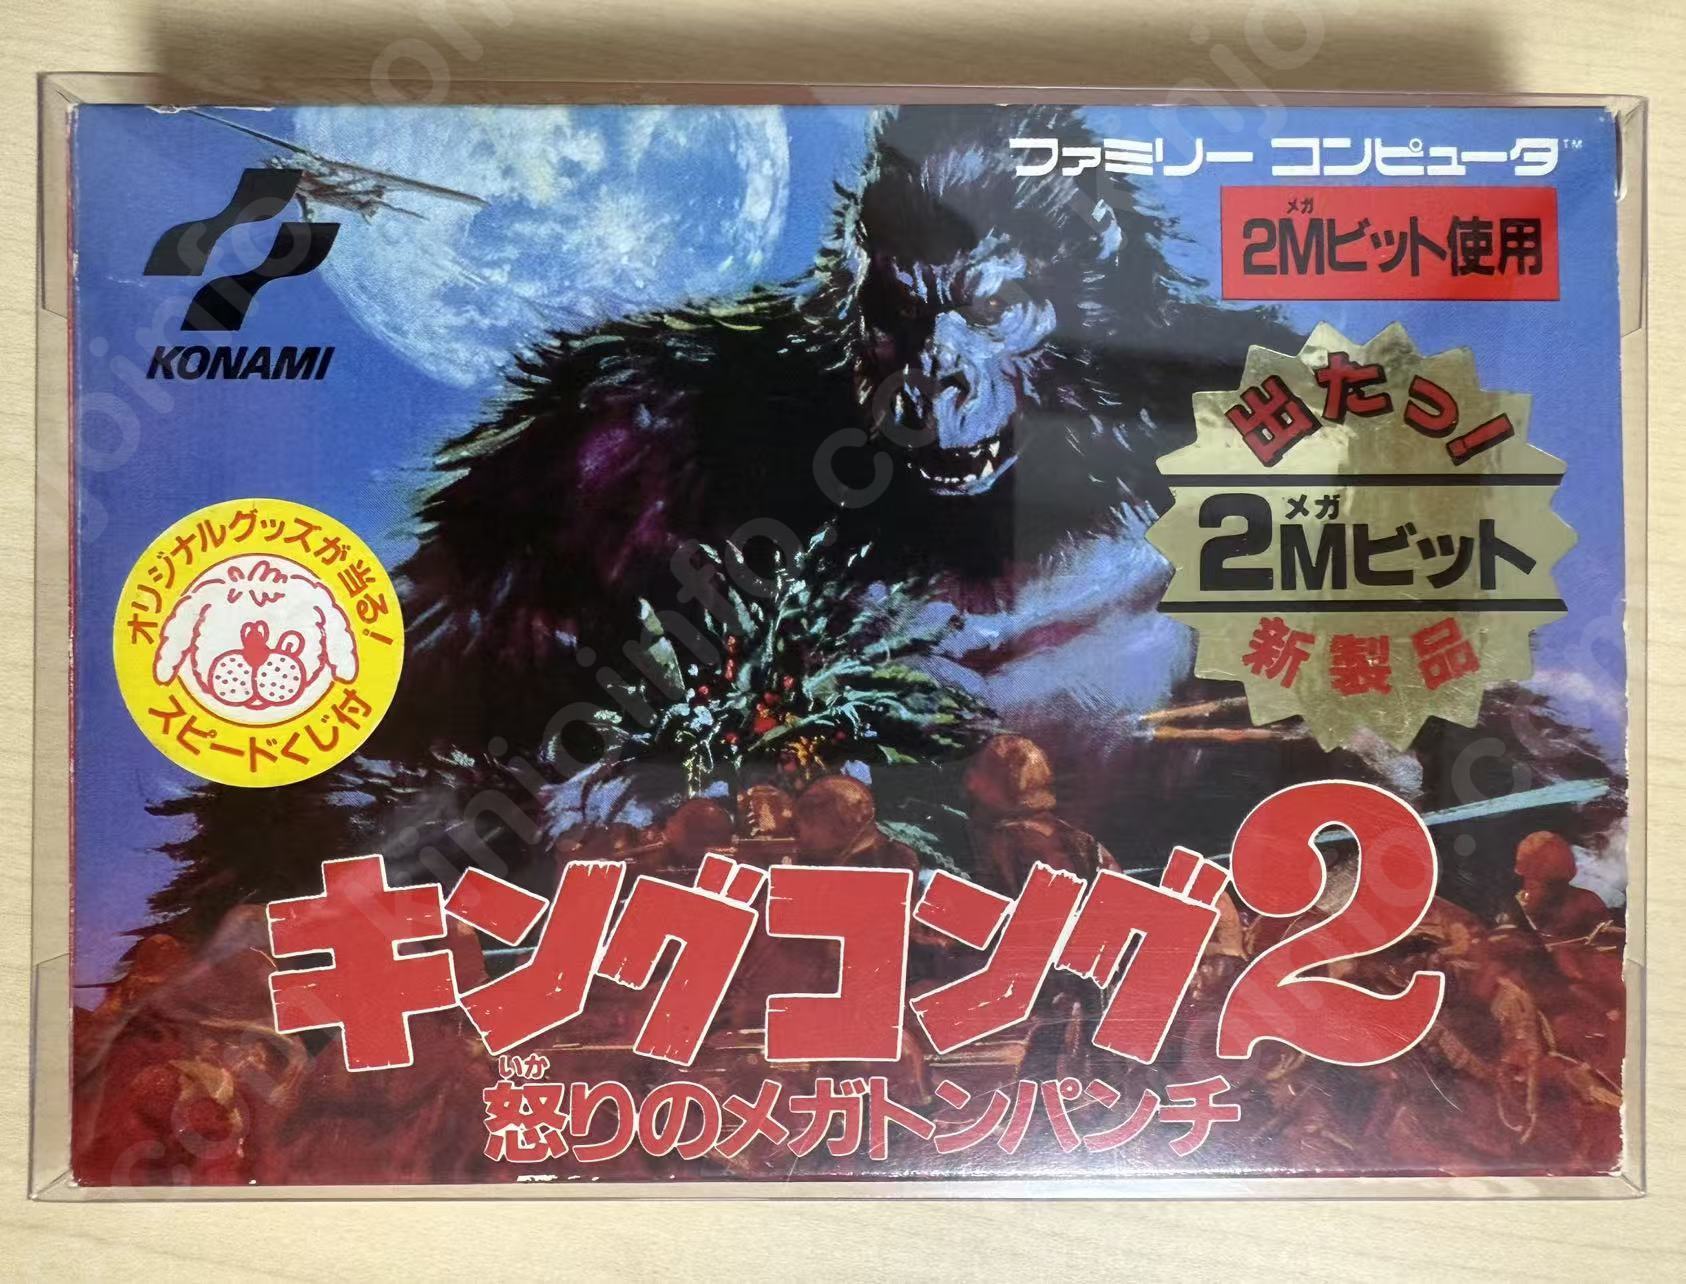 ファミリー コンピュータ™
メガ
2Mビット使用
KONAMI
出たっ!
メガ
2Mビット
新製品
オリジナルグッズが当る!
スピードくじ付
キングコング2
いか
怒りのメガトンパンチ
kinjoinfo.com